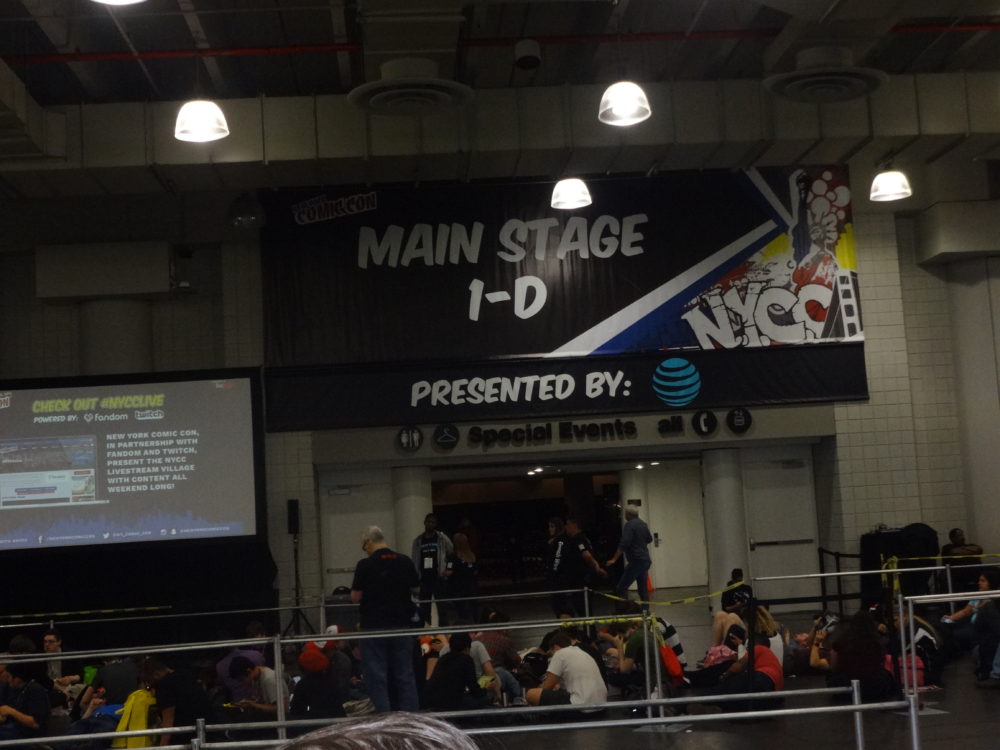 COMIC CON
MAIN STAGE
1-D
NYCC
PRESENTED BY:
Special Events
CHECK OUT #NYCCLIVE
POWERED BY: fandom twitch
NEW YORK COMIC CON,
IN PARTNERSHIP WITH
FANDOM AND TWITCH,
PRESENT THE NYCC
LIVESTREAM VILLAGE
WITH CONTENT ALL
WEEKEND LONG!